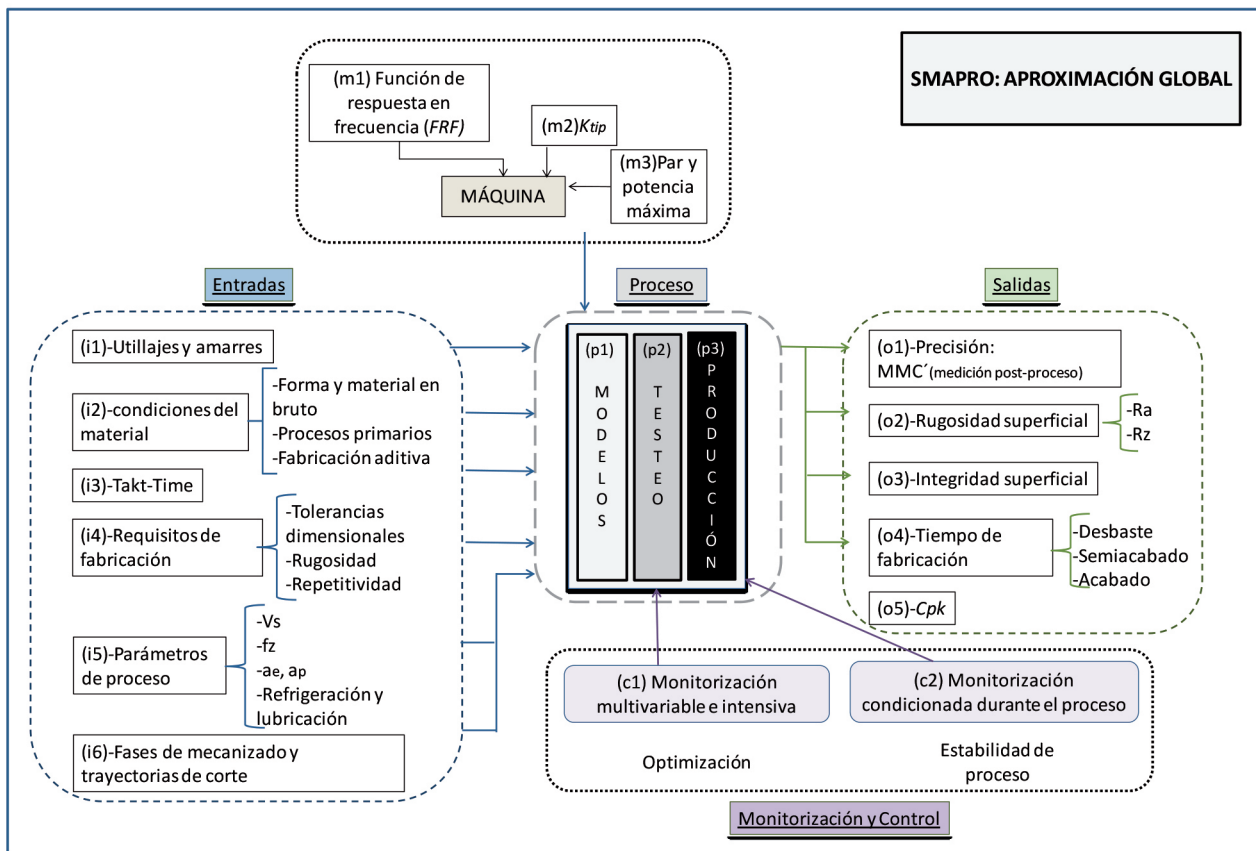 SMAPRO: APROXIMACIÓN GLOBAL
(m1) Función de
respuesta en
frecuencia (FRF)
(m2)Ktip
(m3)Par y
potencia
máxima
MÁQUINA
Entradas
(i1)-Utillajes y amarres
(i2)-condiciones del
material
-Forma y material en
bruto
-Procesos primarios
-Fabricación aditiva
(i3)-Takt-Time
(i4)-Requisitos de
fabricación
-Tolerancias
dimensionales
-Rugosidad
-Repetitividad
(i5)-Parámetros
de proceso
-Vs
-fz
-ae, ap
-Refrigeración y
lubricación
(i6)-Fases de mecanizado y
trayectorias de corte
Proceso
(p1)
MODELOS
(p2)
TESTEO
(p3)
PRODUCCIÓN
Salidas
(o1)-Precisión:
MMC´(medición post-proceso)
(o2)-Rugosidad superficial
-Ra
-Rz
(o3)-Integridad superficial
(o4)-Tiempo de
fabricación
-Desbaste
-Semiacabado
-Acabado
(o5)-Cpk
(c1) Monitorización
multivariable e intensiva
Optimización
(c2) Monitorización
condicionada durante el proceso
Estabilidad de
proceso
Monitorización y Control